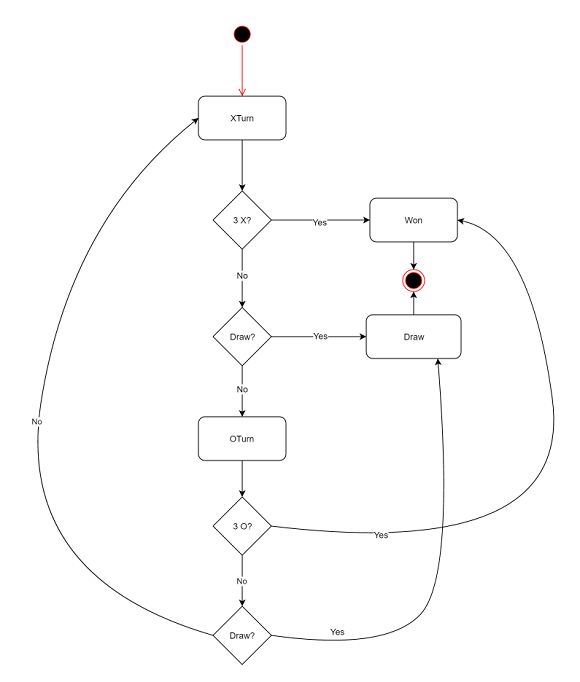 XTurn
3 X?
Yes
Won
No
Draw?
Yes
Draw
No
OTurn
No
3 O?
Yes
No
Draw?
Yes